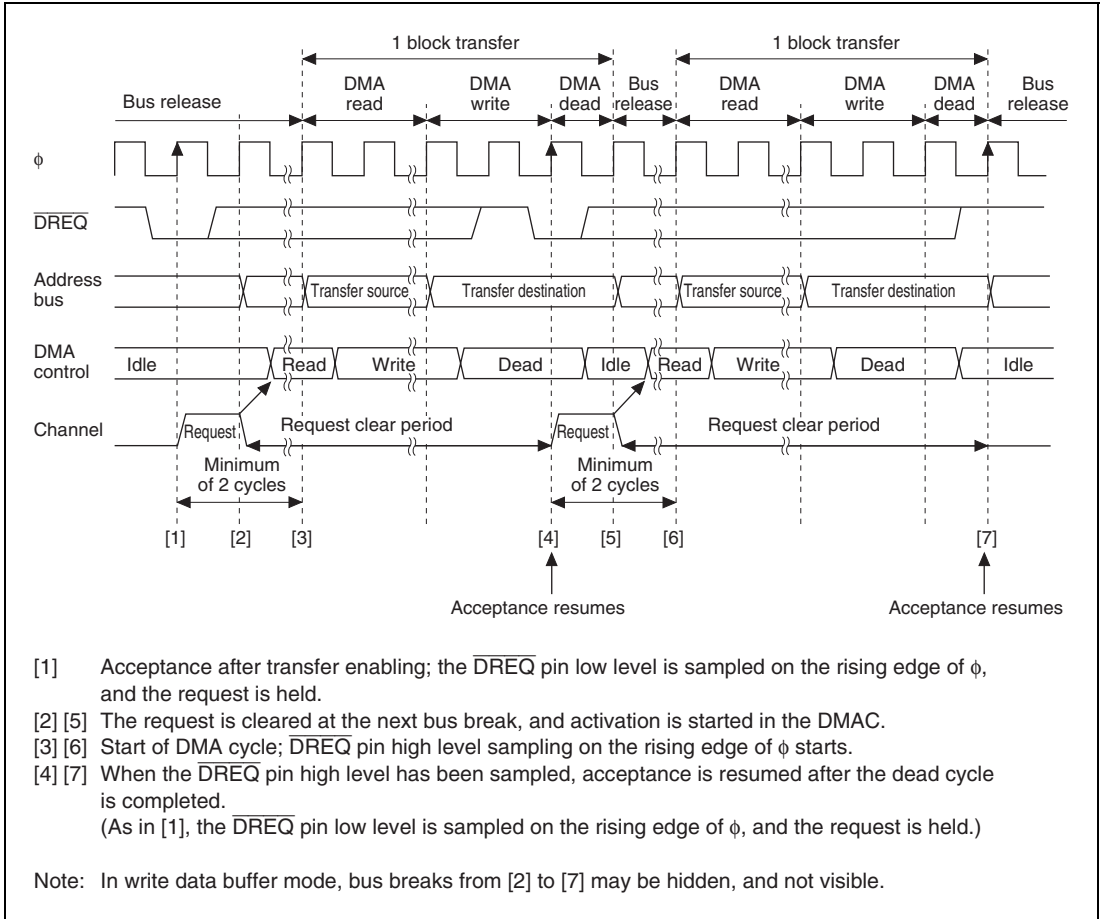 1 block transfer 1 block transfer
DMA DMA DMA Bus DMA DMA DMA Bus
Bus release read write dead release read write dead release
φ
DREQ
Address
bus
Transfer source Transfer destination Transfer source Transfer destination
DMA
control
Idle Read Write Dead Idle Read Write Dead Idle
Channel Request Request clear period Request Request clear period
Minimum Minimum
of 2 cycles of 2 cycles
[1] [2] [3] [4] [5] [6] [7]
Acceptance resumes Acceptance resumes
[1] Acceptance after transfer enabling; the DREQ pin low level is sampled on the rising edge of φ,
and the request is held.
[2] [5] The request is cleared at the next bus break, and activation is started in the DMAC.
[3] [6] Start of DMA cycle; DREQ pin high level sampling on the rising edge of φ starts.
[4] [7] When the DREQ pin high level has been sampled, acceptance is resumed after the dead cycle
is completed.
(As in [1], the DREQ pin low level is sampled on the rising edge of φ, and the request is held.)
Note: In write data buffer mode, bus breaks from [2] to [7] may be hidden, and not visible.